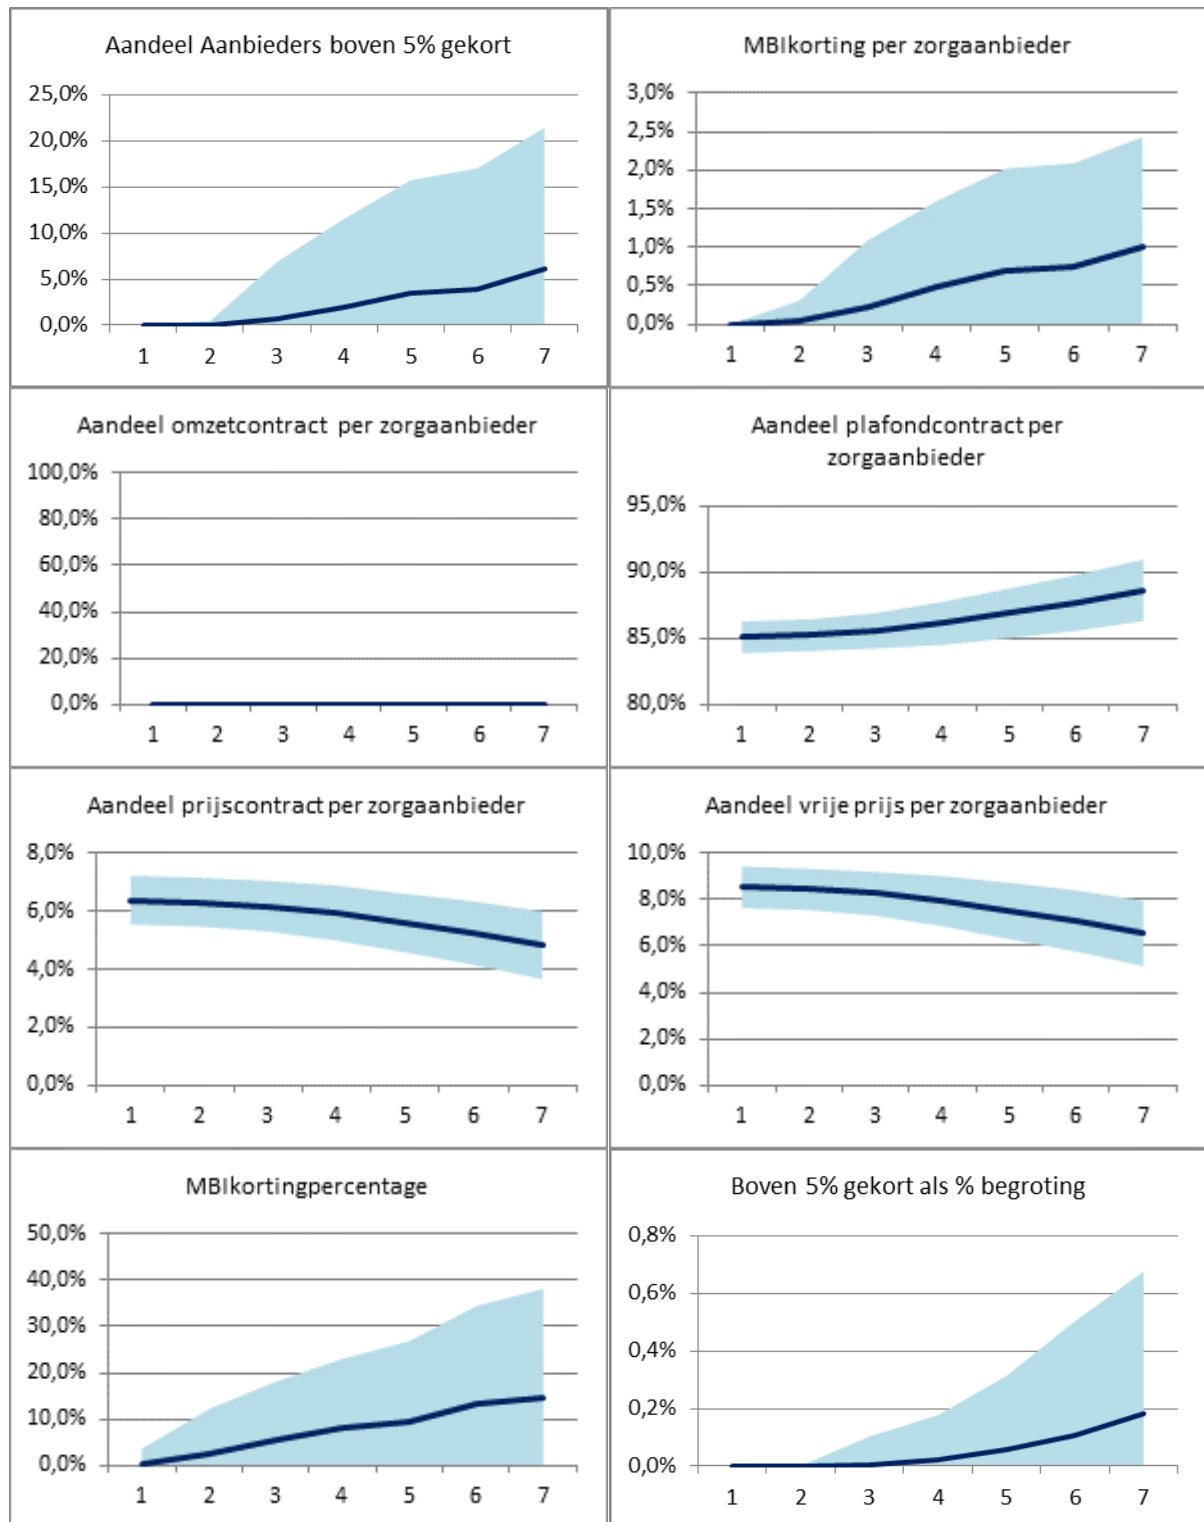 Aandeel Aanbieders boven 5% gekort
25,0%
20,0%
15,0%
10,0%
5,0%
0,0%
1 2 3 4 5 6 7
MBIkorting per zorgaanbieder
3,0%
2,5%
2,0%
1,5%
1,0%
0,5%
0,0%
1 2 3 4 5 6 7
Aandeel omzetcontract per zorgaanbieder
100,0%
80,0%
60,0%
40,0%
20,0%
0,0%
1 2 3 4 5 6 7
Aandeel plafondcontract per
zorgaanbieder
95,0%
90,0%
85,0%
80,0%
1 2 3 4 5 6 7
Aandeel prijscontract per zorgaanbieder
8,0%
6,0%
4,0%
2,0%
0,0%
1 2 3 4 5 6 7
Aandeel vrije prijs per zorgaanbieder
10,0%
8,0%
6,0%
4,0%
2,0%
0,0%
1 2 3 4 5 6 7
MBIkortingpercentage
50,0%
40,0%
30,0%
20,0%
10,0%
0,0%
1 2 3 4 5 6 7
Boven 5% gekort als % begroting
0,8%
0,6%
0,4%
0,2%
0,0%
1 2 3 4 5 6 7